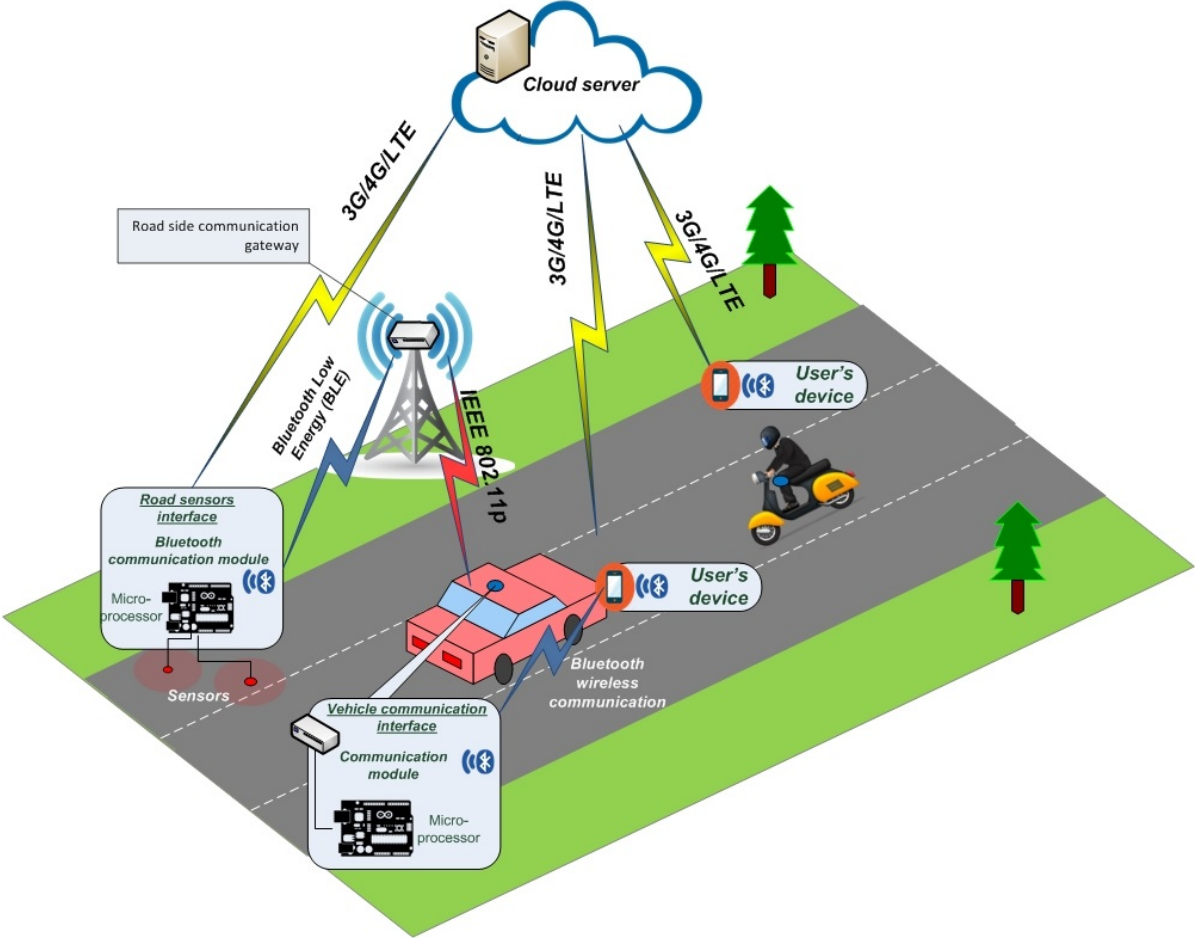 Cloud server
3G/4G/LTE
3G/4G/LTE
3G/4G/LTE
Road side communication
gateway
Bluetooth Low
Energy (BLE)
IEEE 802.11p
User's
device
Road sensors
interface
Bluetooth
communication module
Micro-
processor
Sensors
User's
device
Bluetooth
wireless
communication
Vehicle communication
interface
Communication
module
Micro-
processor